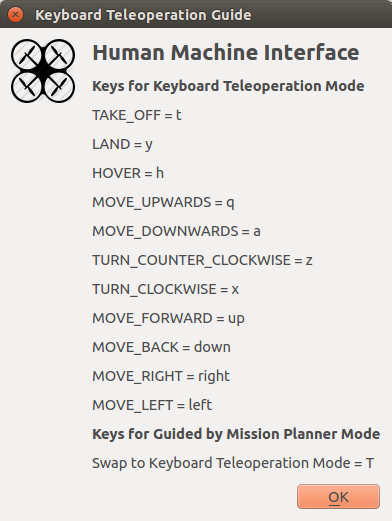 Keyboard Teleoperation Guide
Human Machine Interface
Keys for Keyboard Teleoperation Mode
TAKE_OFF = t
LAND = y
HOVER = h
MOVE_UPWARDS = q
MOVE_DOWNWARDS = a
TURN_COUNTER_CLOCKWISE = z
TURN_CLOCKWISE = x
MOVE_FORWARD = up
MOVE_BACK = down
MOVE_RIGHT = right
MOVE_LEFT = left
Keys for Guided by Mission Planner Mode
Swap to Keyboard Teleoperation Mode = T
OK